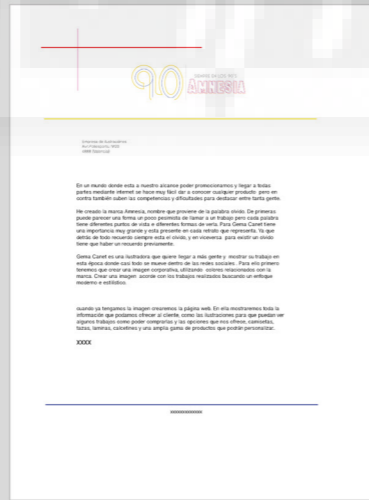 90
AMNESIA
En un mundo donde esta a nuestro alcance poder promocionarnos y llegar a todas
partes mediante internet se hace muy fácil dar a conocer cualquier producto pero en
contra también suben las competencias y dificultades para destacar entre tanta gente.
He creado la marca Amnesia, nombre que proviene de la palabra olvido. De primeras
puede parecer una forma un poco pesimista de llamar a un trabajo pero cada palabra
tiene diferentes puntos de vista e diferentes formas de verla. Para Gema Canet tiene
una importancia muy grande y esta presente en cada retrato que representa. Ya que
detrás de todo recuerdo siempre esta el olvido, y en viceversa para existir un olvido
tiene que haber un recuerdo previamente.
Gema Canet es una ilustradora que quiere llegar a más gente y mostrar su trabajo en
esta época donde casi todo se mueve dentro de las redes sociales. Para ello primero
tenemos que crear una imagen corporativa, utilizando colores relacionados con la
marca. Crear una imagen acorde con los trabajos realizados buscando un enfoque
moderno e estilístico.
cuando ya tengamos la imagen crearemos la página web. En ella mostraremos toda la
información que podamos ofrecer al cliente, como las ilustraciones para que puedan ver
algunos trabajos como poder comprarlas y las opciones que nos ofrece, camisetas,
tazas, laminas, calcetines y una amplia gama de productos que podrán personalizar.
XXXX
xxxxxxxxxxxxx